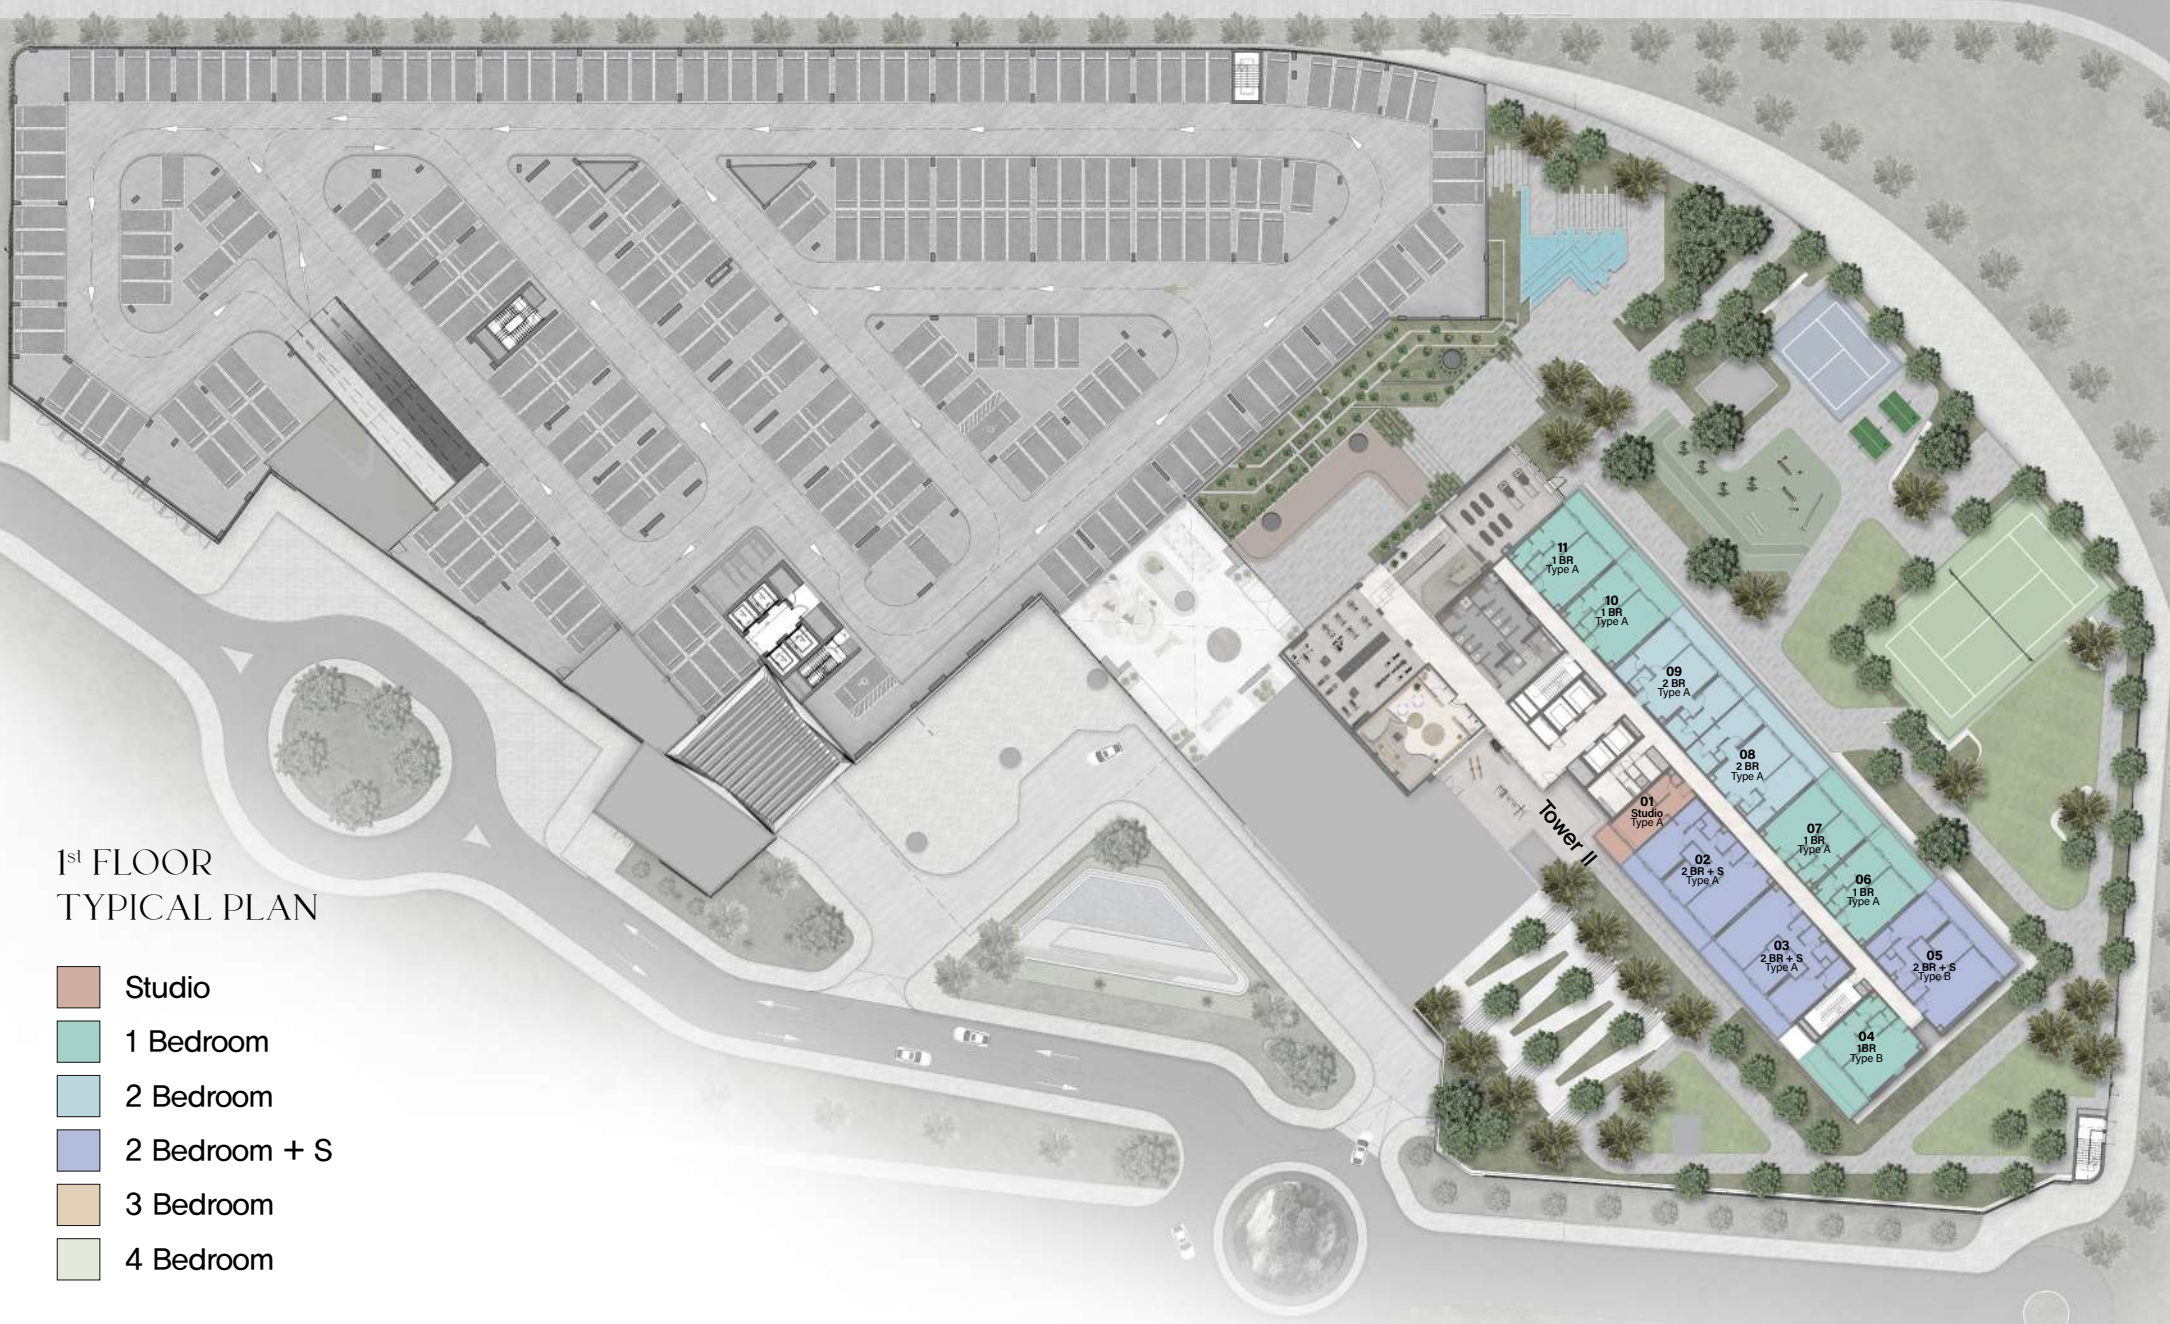 1st FLOOR
TYPICAL PLAN
Studio
1 Bedroom
2 Bedroom
2 Bedroom + S
3 Bedroom
4 Bedroom
Tower II
11
1 BR
Type A
10
1 BR
Type A
09
2 BR
Type A
08
2 BR
Type A
07
1 BR
Type A
06
1 BR
Type A
05
2 BR + S
Type B
04
1BR
Type B
03
2 BR + S
Type A
02
2 BR + S
Type A
01
Studio
Type A